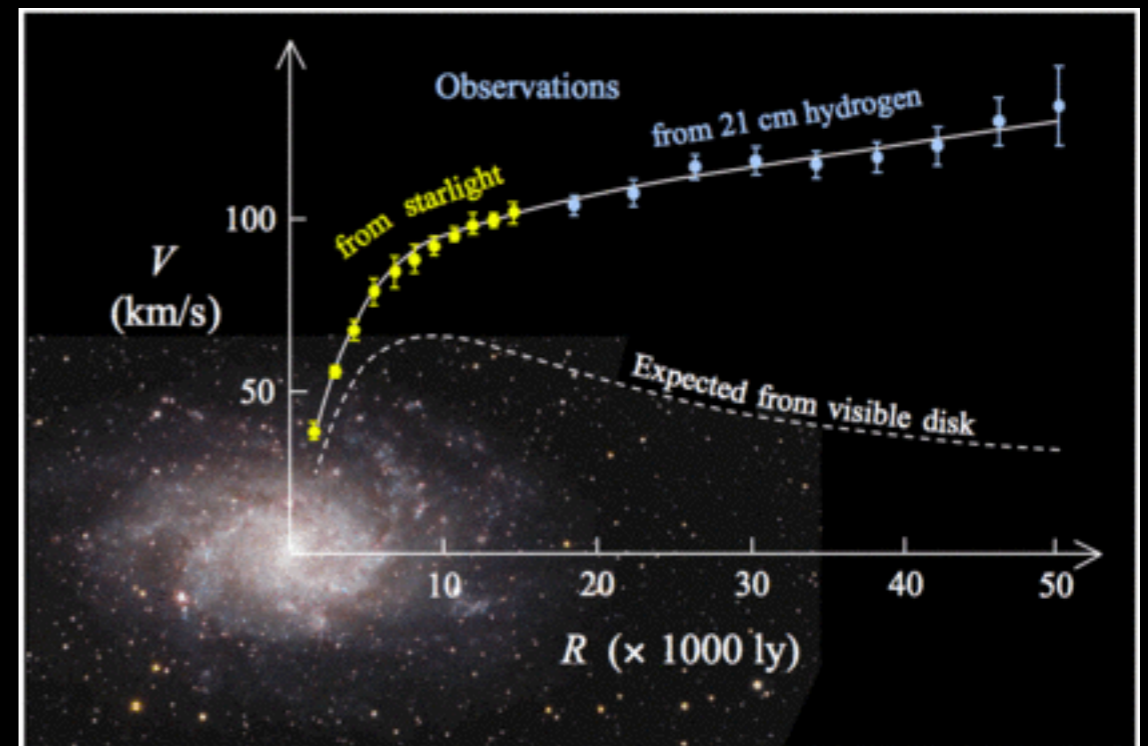 Observations
from 21 cm hydrogen
from starlight
100
V
(km/s)
50
Expected from visible disk
10 20 30 40 50
R (× 1000 ly)